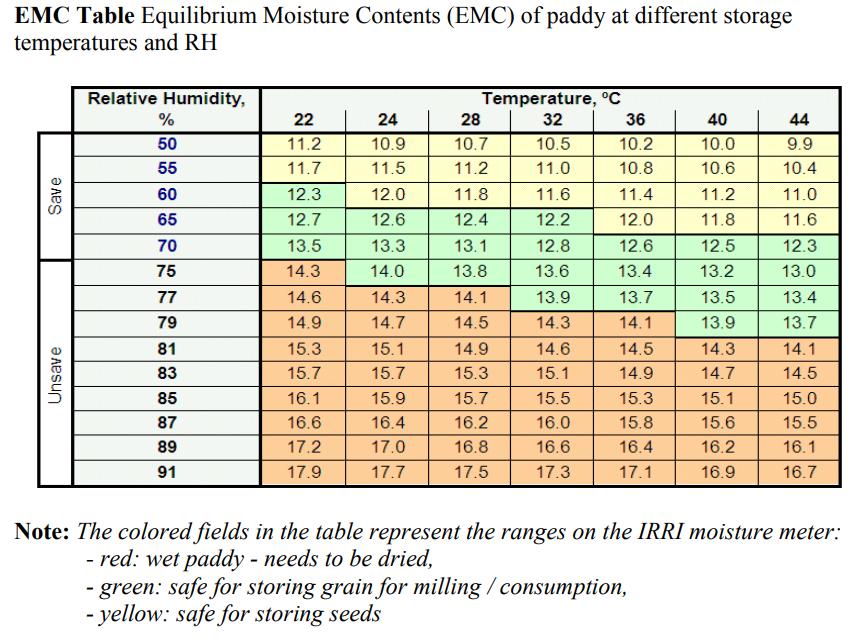 EMC Table Equilibrium Moisture Contents (EMC) of paddy at different storage
temperatures and RH
Relative Humidity, Temperature, ºC
% 22 24 28 32 36 40 44
Save
50 11.2 10.9 10.7 10.5 10.2 10.0 9.9
55 11.7 11.5 11.2 11.0 10.8 10.6 10.4
60 12.3 12.0 11.8 11.6 11.4 11.2 11.0
65 12.7 12.6 12.4 12.2 12.0 11.8 11.6
70 13.5 13.3 13.1 12.8 12.6 12.5 12.3
Unsave
75 14.3 14.0 13.8 13.6 13.4 13.2 13.0
77 14.6 14.3 14.1 13.9 13.7 13.5 13.4
79 14.9 14.7 14.5 14.3 14.1 13.9 13.7
81 15.3 15.1 14.9 14.6 14.5 14.3 14.1
83 15.7 15.7 15.3 15.1 14.9 14.7 14.5
85 16.1 15.9 15.7 15.5 15.3 15.1 15.0
87 16.6 16.4 16.2 16.0 15.8 15.6 15.5
89 17.2 17.0 16.8 16.6 16.4 16.2 16.1
91 17.9 17.7 17.5 17.3 17.1 16.9 16.7
Note: The colored fields in the table represent the ranges on the IRRI moisture meter:
- red: wet paddy - needs to be dried,
- green: safe for storing grain for milling / consumption,
- yellow: safe for storing seeds